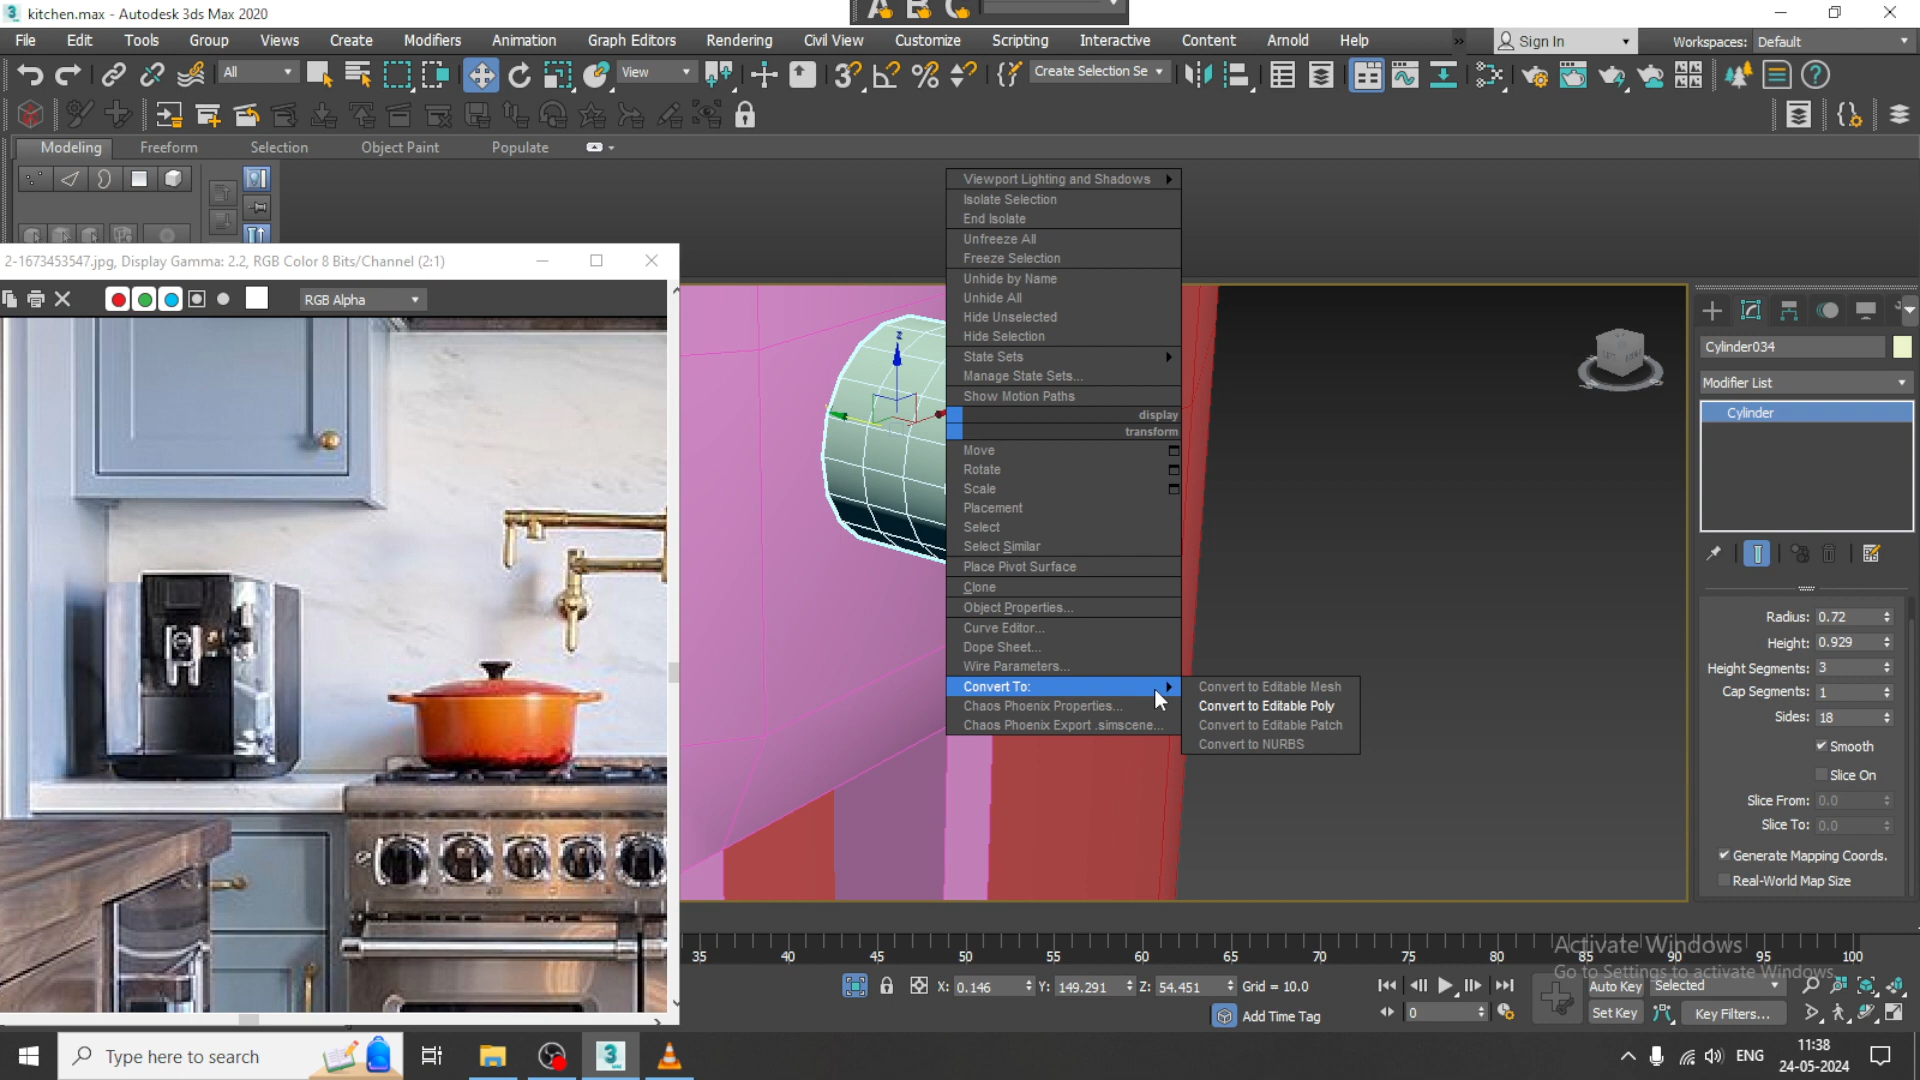 kitchen.max - Autodesk 3ds Max 2020
File Edit Tools Group Views Create Modifiers Animation Graph Editors Rendering Civil View Customize Scripting Interactive Content Arnold Help
Sign In
Workspaces: Default
All
View
Create Selection Se
Modeling Freeform Selection Object Paint Populate
2-1673453547.jpg, Display Gamma: 2.2, RGB Color 8 Bits/Channel (2:1)
RGB Alpha
Viewport Lighting and Shadows
Isolate Selection
End Isolate
Unfreeze All
Freeze Selection
Unhide by Name
Unhide All
Hide Unselected
Hide Selection
State Sets
Manage State Sets...
Show Motion Paths
display
transform
Move
Rotate
Scale
Placement
Select
Select Similar
Place Pivot Surface
Clone
Object Properties...
Curve Editor...
Dope Sheet...
Wire Parameters...
Convert To:
Chaos Phoenix Properties...
Chaos Phoenix Export .simscene...
Convert to Editable Mesh
Convert to Editable Poly
Convert to Editable Patch
Convert to NURBS
z
Cylinder034
Modifier List
Cylinder
Radius: 0.72
Height: 0.929
Height Segments: 3
Cap Segments: 1
Sides: 18
Smooth
Slice On
Slice From: 0.0
Slice To: 0.0
Generate Mapping Coords.
Real-World Map Size
35 40 45 50 55 60 65 70 75 80 85 90 95 100
Activate Windows
Go to Settings to activate Windows.
X: 0.146 Y: 149.291 Z: 54.451 Grid = 10.0
Add Time Tag
0
Auto Key Selected
Set Key Key Filters...
Type here to search
ENG
11:38
24-05-2024